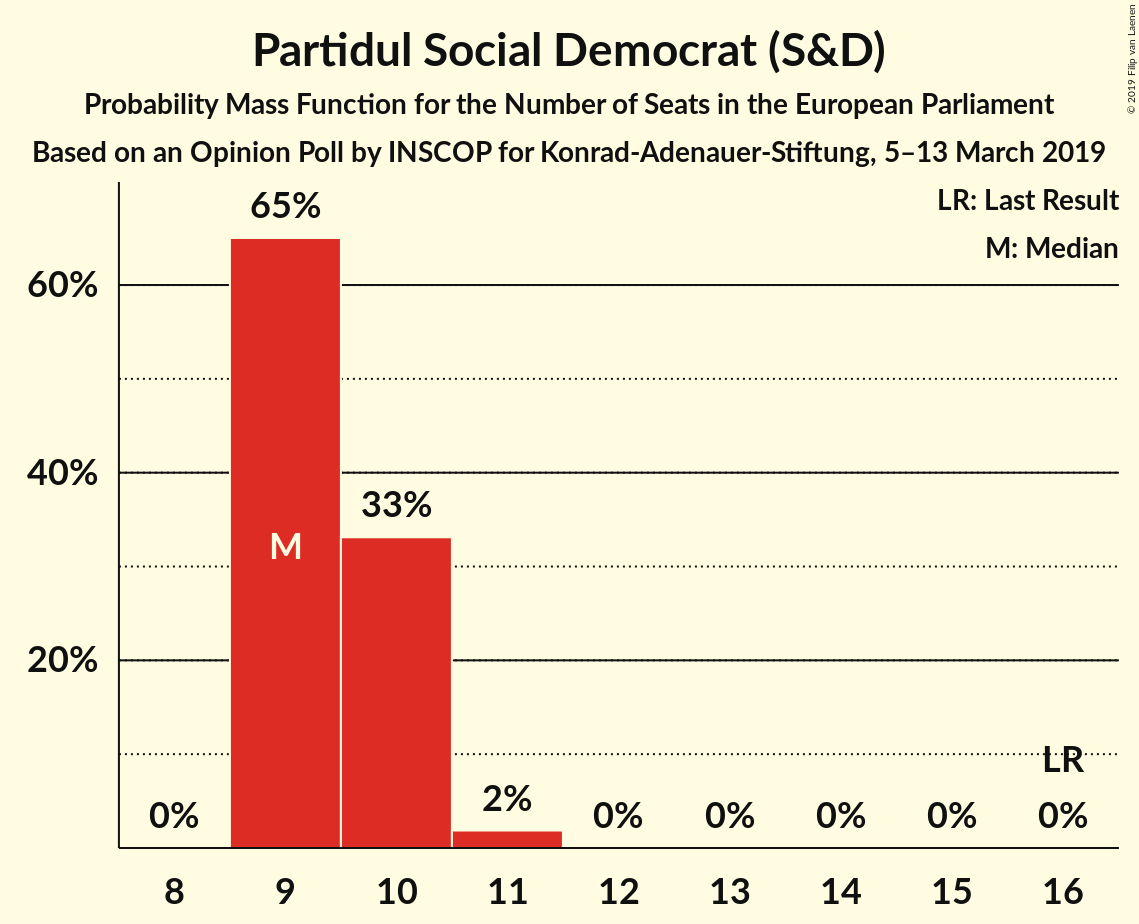 Partidul Social Democrat (S&D)
Probability Mass Function for the Number of Seats in the European Parliament
Based on an Opinion Poll by INSCOP for Konrad-Adenauer-Stiftung, 5–13 March 2019
© 2019 Filip van Laenen
LR: Last Result
M: Median
65%
60%
40%
33%
M
20%
LR
0%
2%
0%
0%
0%
0%
0%
8 9 10 11 12 13 14 15 16